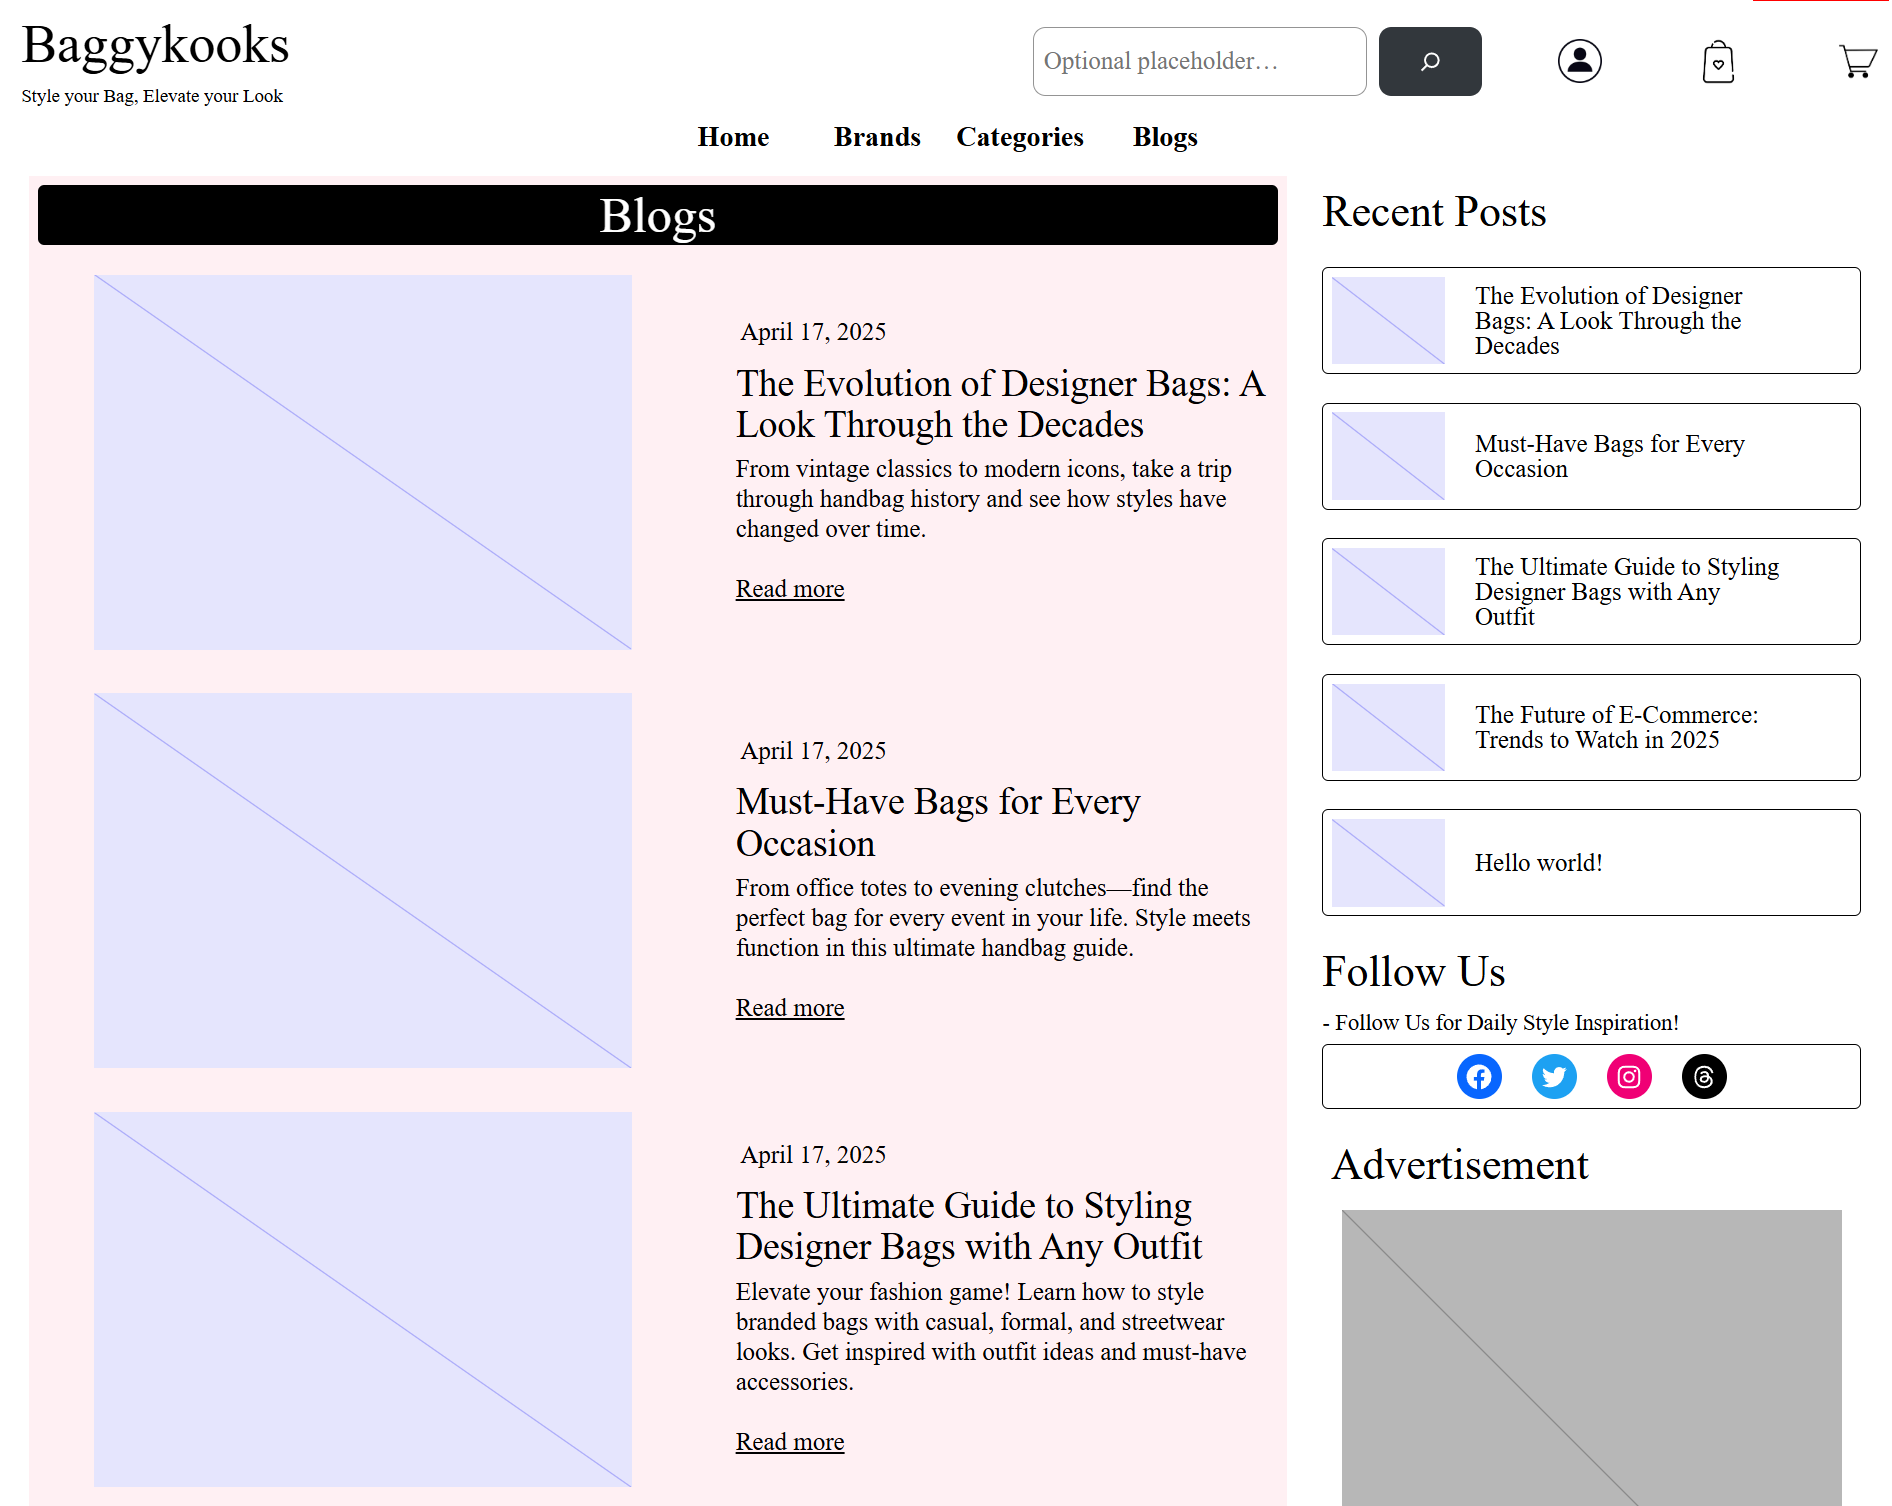 Baggykooks
Style your Bag, Elevate your Look
Optional placeholder…
Home
Brands
Categories
Blogs
Blogs
April 17, 2025
The Evolution of Designer Bags: A
Look Through the Decades
From vintage classics to modern icons, take a trip
through handbag history and see how styles have
changed over time.
Read more
April 17, 2025
Must-Have Bags for Every
Occasion
From office totes to evening clutches—find the
perfect bag for every event in your life. Style meets
function in this ultimate handbag guide.
Read more
April 17, 2025
The Ultimate Guide to Styling
Designer Bags with Any Outfit
Elevate your fashion game! Learn how to style
branded bags with casual, formal, and streetwear
looks. Get inspired with outfit ideas and must-have
accessories.
Read more
Recent Posts
The Evolution of Designer
Bags: A Look Through the
Decades
Must-Have Bags for Every
Occasion
The Ultimate Guide to Styling
Designer Bags with Any
Outfit
The Future of E-Commerce:
Trends to Watch in 2025
Hello world!
Follow Us
- Follow Us for Daily Style Inspiration!
Advertisement